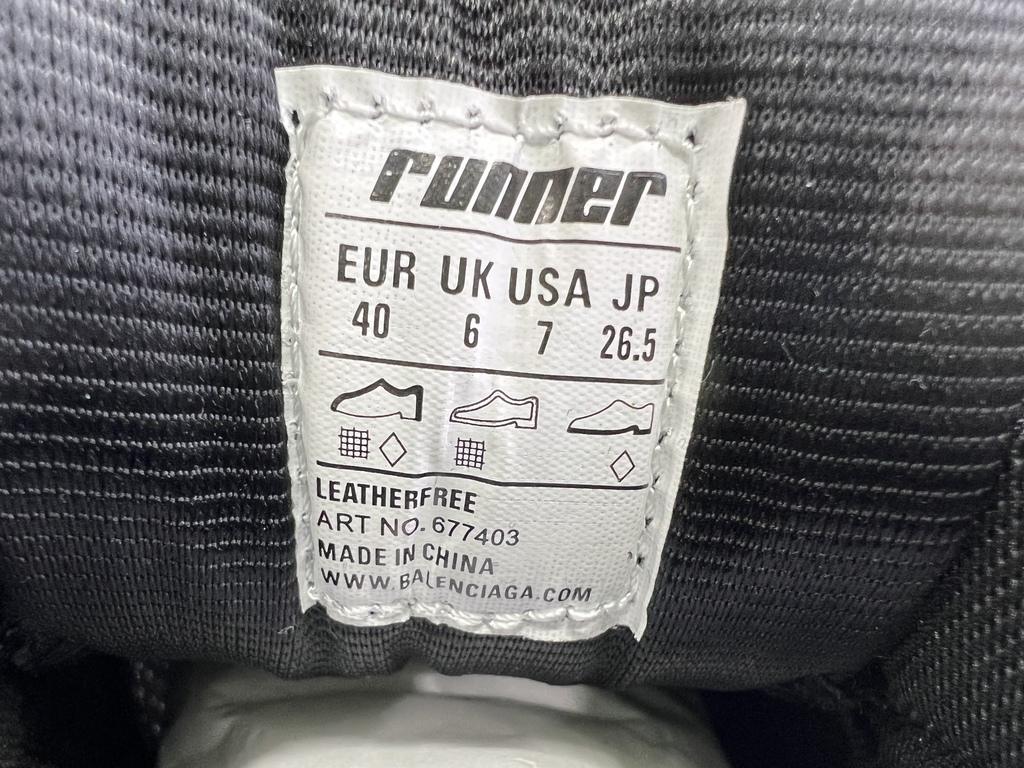 runner
EUR UK USA JP
40 6 7 26.5
LEATHERFREE
ART NO. 677403
MADE IN CHINA
WWW.BALENCIAGA.COM